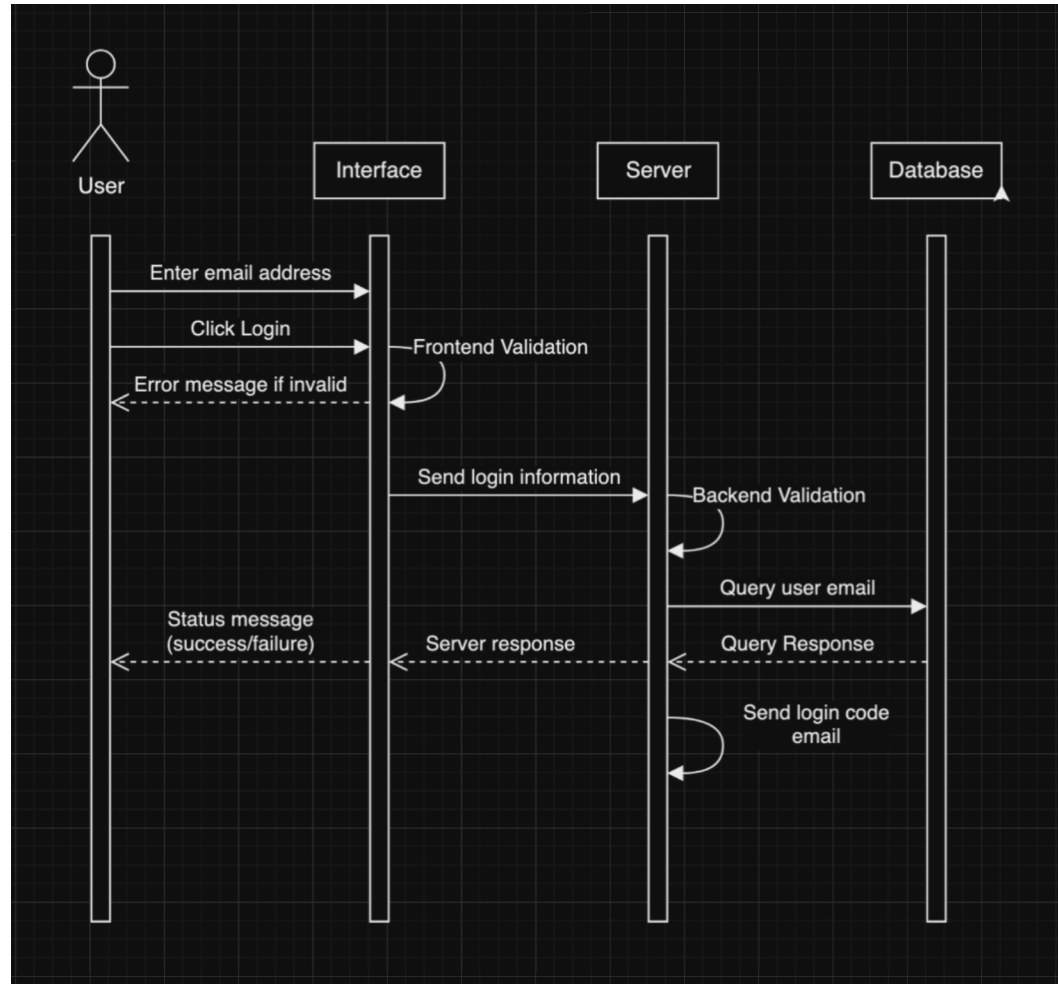 User
Interface
Server
Database
Enter email address
Click Login
Frontend Validation
Error message if invalid
Send login information
Backend Validation
Query user email
Status message
(success/failure)
Server response
Query Response
Send login code
email